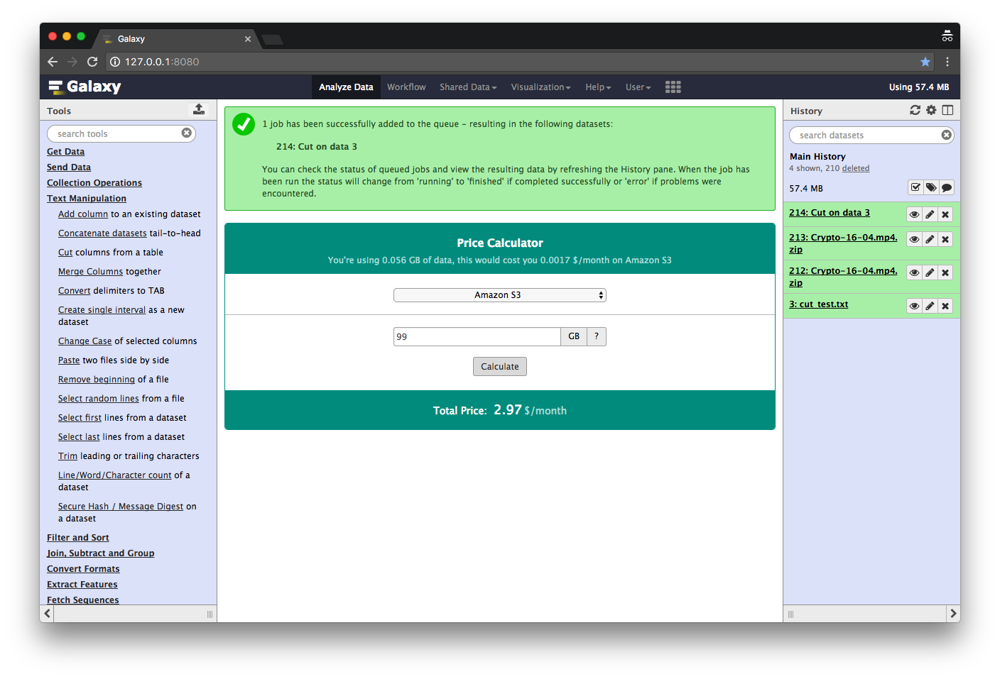 Galaxy
127.0.0.1:8080
Galaxy
Analyze Data
Workflow
Shared Data
Visualization
Help
User
Using 57.4 MB
Tools
search tools
Get Data
Send Data
Collection Operations
Text Manipulation
Add column to an existing dataset
Concatenate datasets tail-to-head
Cut columns from a table
Merge Columns together
Convert delimiters to TAB
Create single interval as a new
dataset
Change Case of selected columns
Paste two files side by side
Remove beginning of a file
Select random lines from a file
Select first lines from a dataset
Select last lines from a dataset
Trim leading or trailing characters
Line/Word/Character count of a
dataset
Secure Hash / Message Digest on
a dataset
Filter and Sort
Join, Subtract and Group
Convert Formats
Extract Features
Fetch Sequences
1 job has been successfully added to the queue - resulting in the following datasets:
214: Cut on data 3
You can check the status of queued jobs and view the resulting data by refreshing the History pane. When the job has
been run the status will change from 'running' to 'finished' if completed successfully or 'error' if problems were
encountered.
Price Calculator
You're using 0.056 GB of data, this would cost you 0.0017 $/month on Amazon S3
Amazon S3
99
GB
?
Calculate
Total Price: 2.97 $/month
History
search datasets
Main History
4 shown, 210 deleted
57.4 MB
214: Cut on data 3
213: Crypto-16-04.mp4.
zip
212: Crypto-16-04.mp4.
zip
3: cut_test.txt